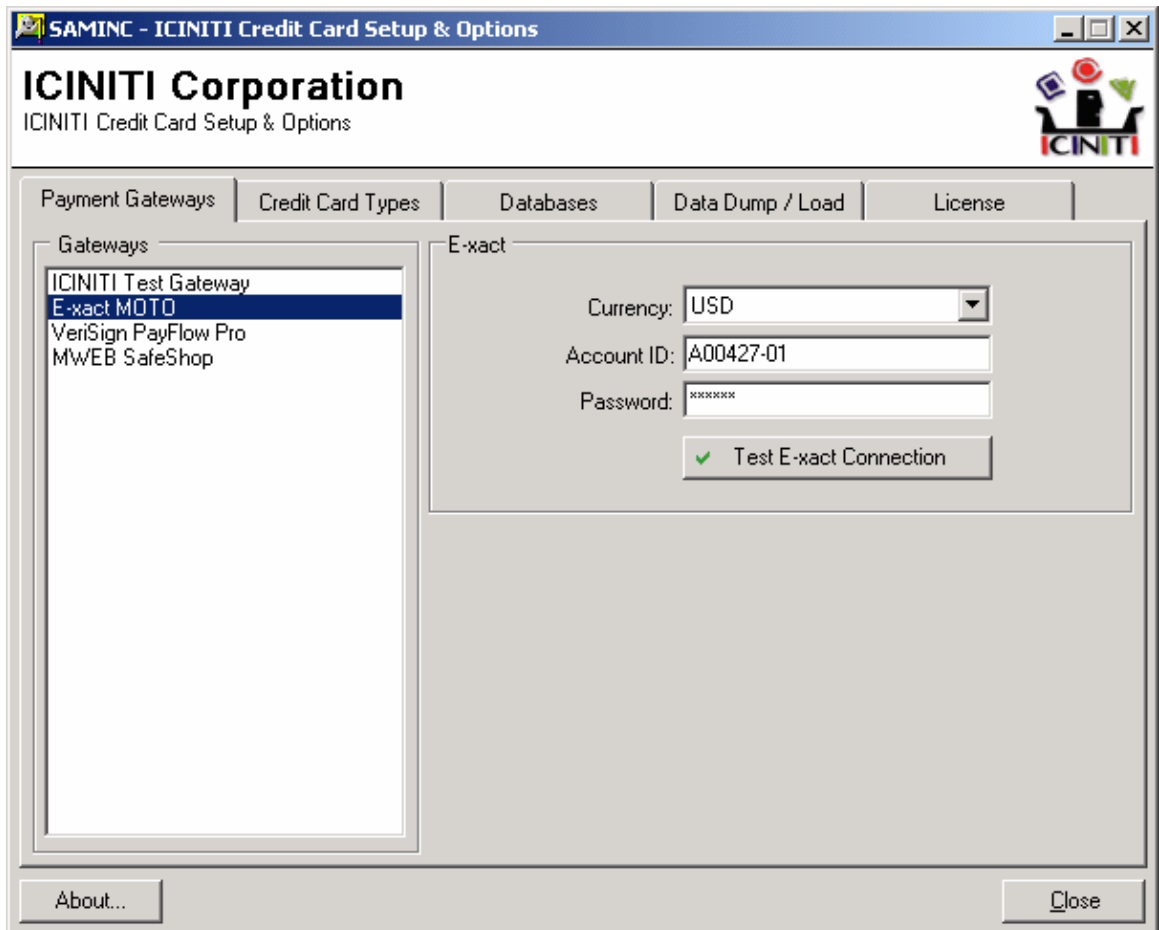 SAMINC - ICINITI Credit Card Setup & Options
ICINITI Corporation
ICINITI Credit Card Setup & Options
ICINITI
Payment Gateways
Credit Card Types
Databases
Data Dump / Load
License
Gateways
ICINITI Test Gateway
E-xact MOTO
VeriSign PayFlow Pro
MWEB SafeShop
E-xact
Currency: USD
Account ID: A00427-01
Password: ******
Test E-xact Connection
About...
Close